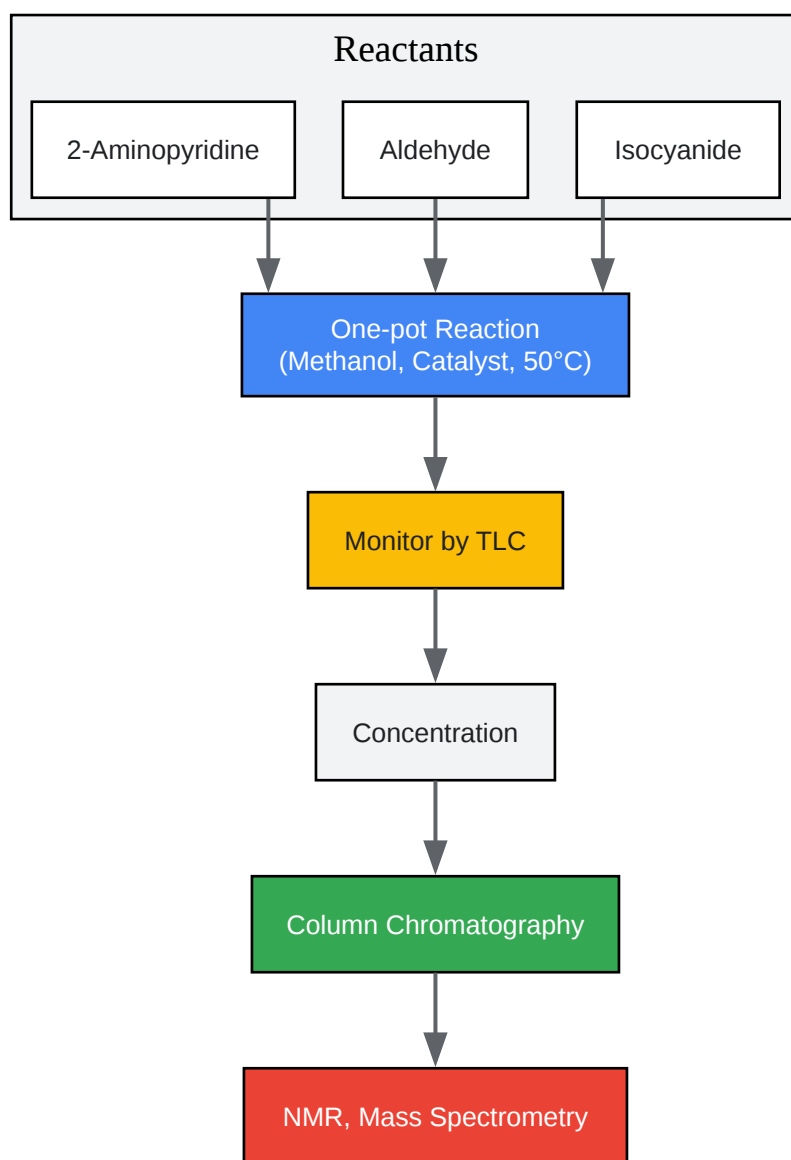 Reactants
2-Aminopyridine
Aldehyde
Isocyanide
One-pot Reaction
(Methanol, Catalyst, 50°C)
Monitor by TLC
Concentration
Column Chromatography
NMR, Mass Spectrometry